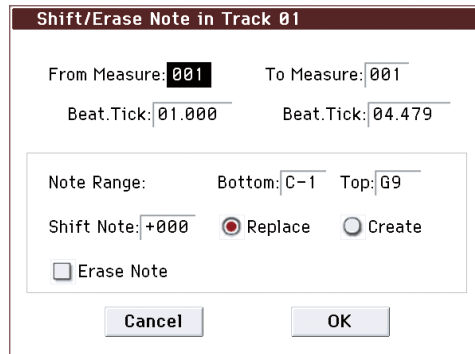 Shift/Erase Note in Track 01
From Measure: 001 To Measure: 001
Beat.Tick: 01.000 Beat.Tick: 04.479
Note Range: Bottom: C-1 Top: G9
Shift Note: +000 Replace Create
Erase Note
Cancel OK